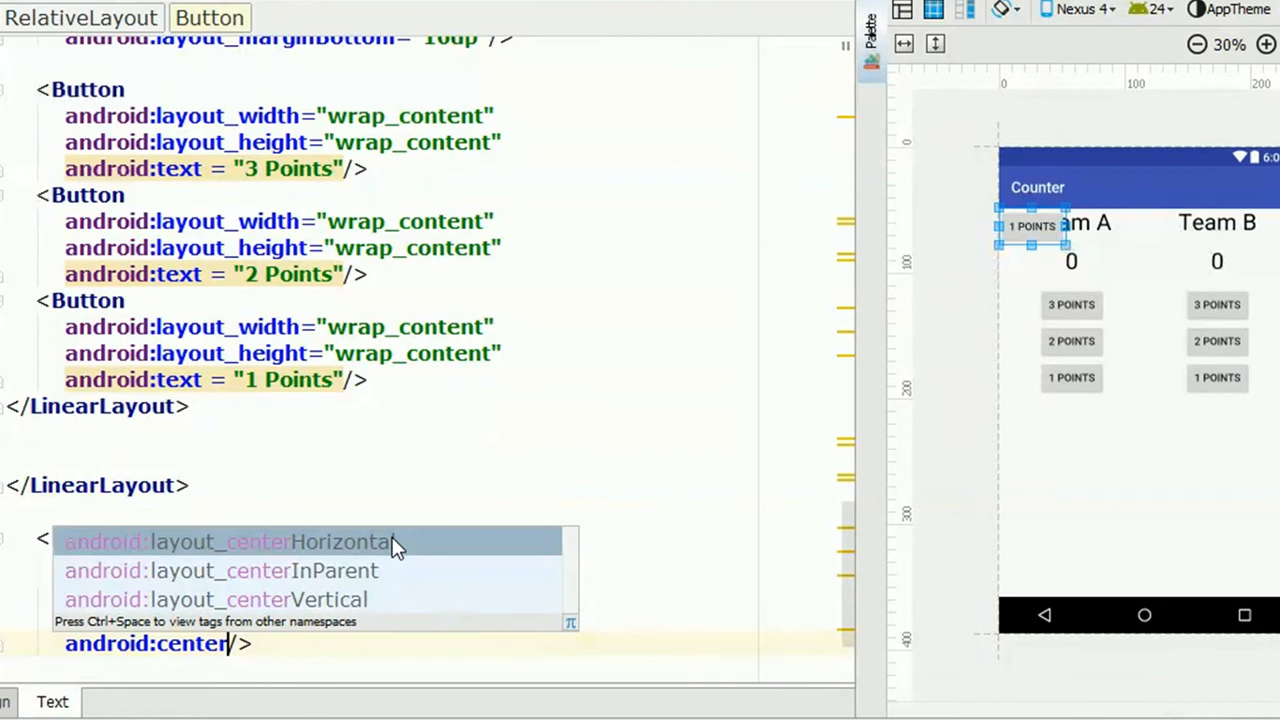 RelativeLayout Button
android:layout_marginBottom="10dp"/>
<Button
android:layout_width="wrap_content"
android:layout_height="wrap_content"
android:text = "3 Points"/>
<Button
android:layout_width="wrap_content"
android:layout_height="wrap_content"
android:text = "2 Points"/>
<Button
android:layout_width="wrap_content"
android:layout_height="wrap_content"
android:text = "1 Points"/>
</LinearLayout>
</LinearLayout>
<
android:layout_centerHorizontal
android:layout_centerInParent
android:layout_centerVertical
Press Ctrl+Space to view tags from other namespaces
π
android:center/>
Text
Palette
Nexus 4 24 AppTheme
30%
0 100 200
0
100
200
300
400
6:0
Counter
1 POINTS am A Team B
0 0
3 POINTS 3 POINTS
2 POINTS 2 POINTS
1 POINTS 1 POINTS